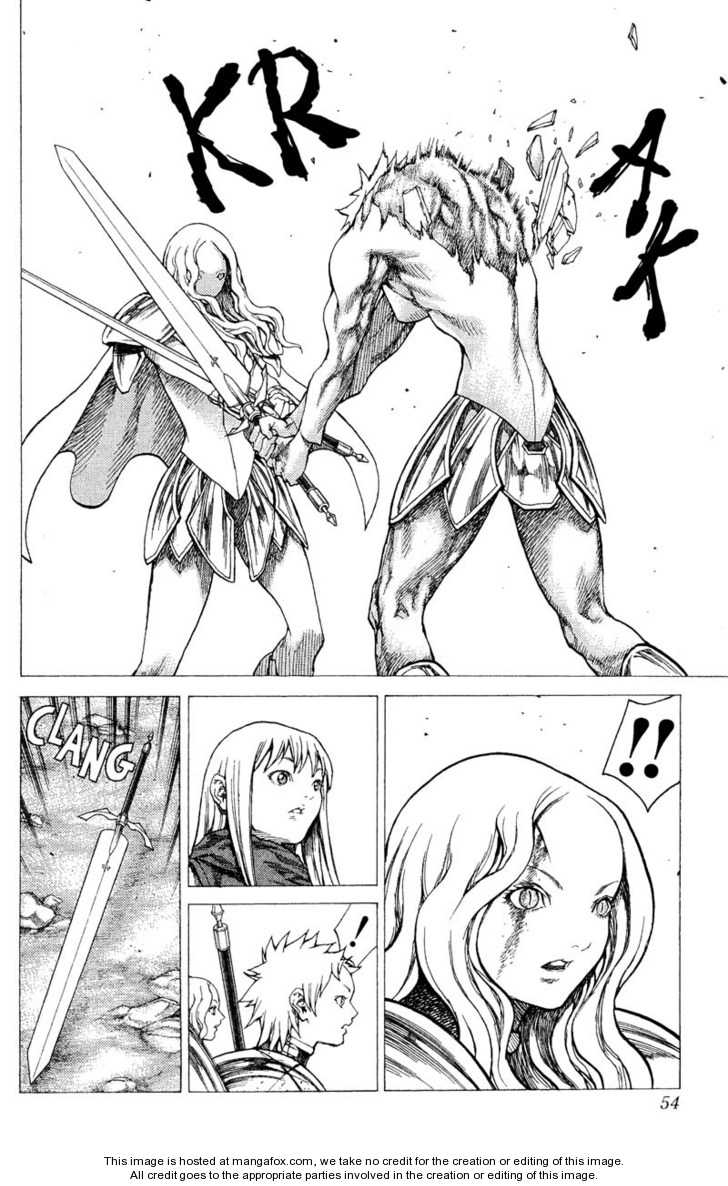 KR
AK
CLANG
!!
!
54
This image is hosted at mangafox.com, we take no credit for the creation or editing of this image.
All credit goes to the appropriate parties involved in the creation or editing of this image.